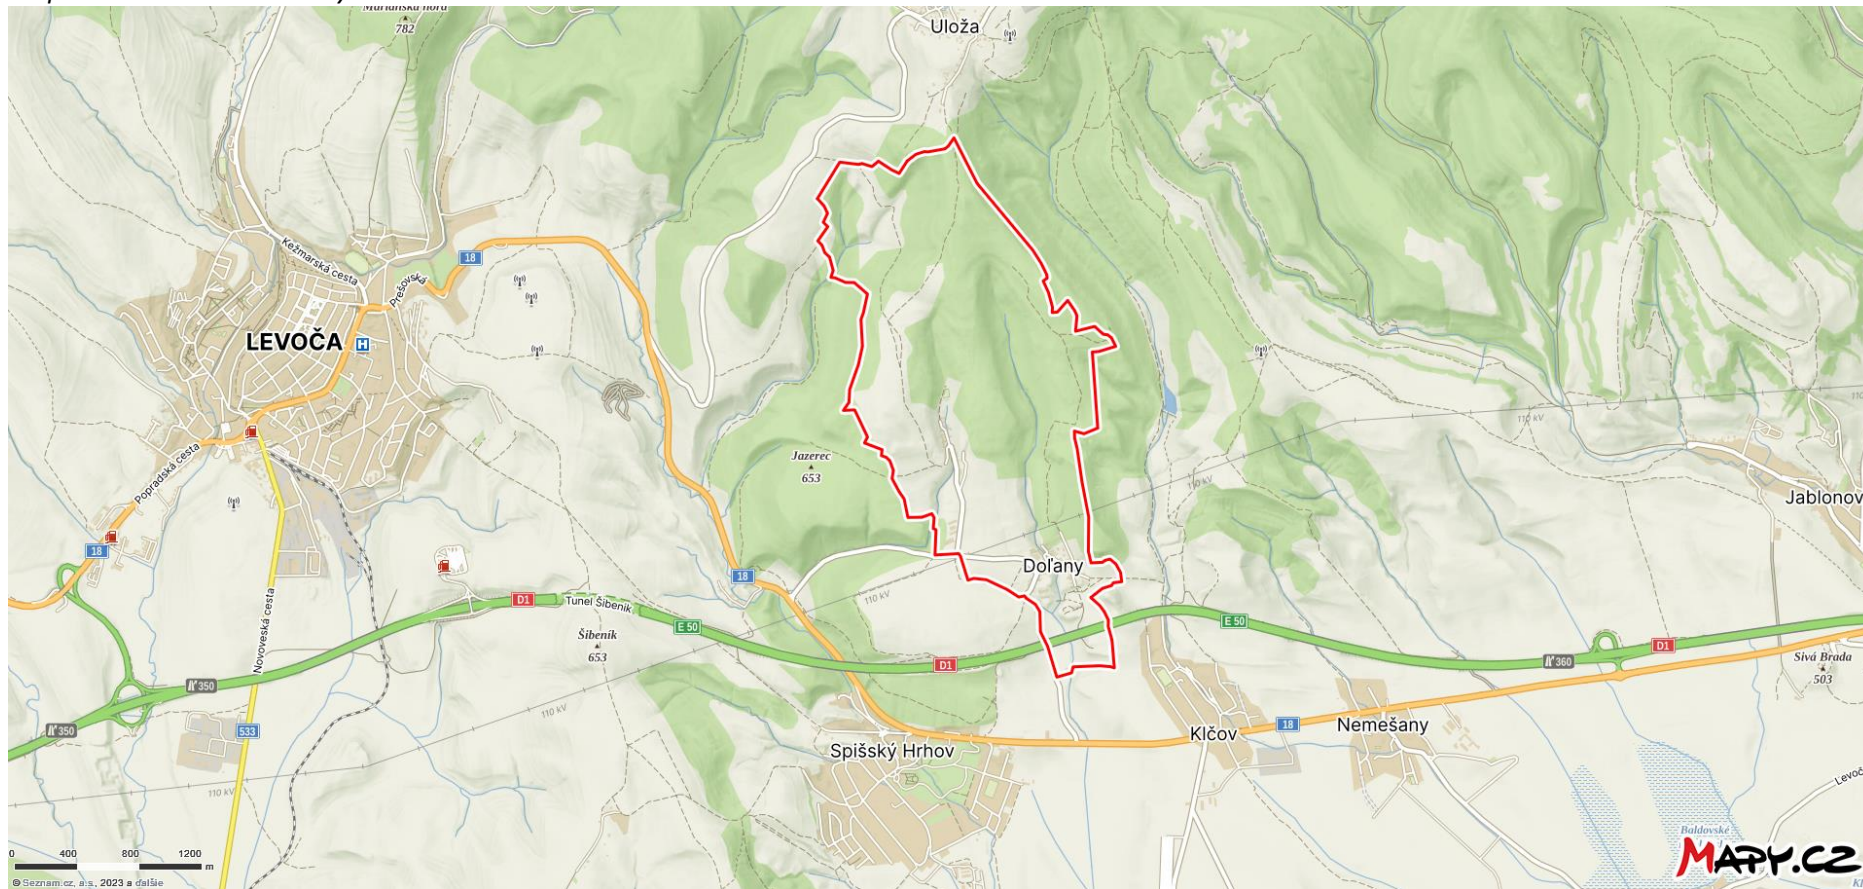 Mariánska hora
782
Uloža
Kežmarská cesta
Prešovská
18
LEVOČA
H
Popradská cesta
18
Novoveská cesta
Jazerec
653
110 kV
110 kV
110 kV
Jablonov
Doľany
18
D1
Tunel Šibeník
110 kV
Šibeník
653
E 50
D1
E 50
360
D1
Sivá Brada
503
350
350
533
110 kV
110 kV
Spišský Hrhov
Klčov
18
Nemešany
Levoč
Baldovské
0 400 800 1200 m
MAPY.CZ
© Seznam.cz, a.s., 2023 a ďalšie